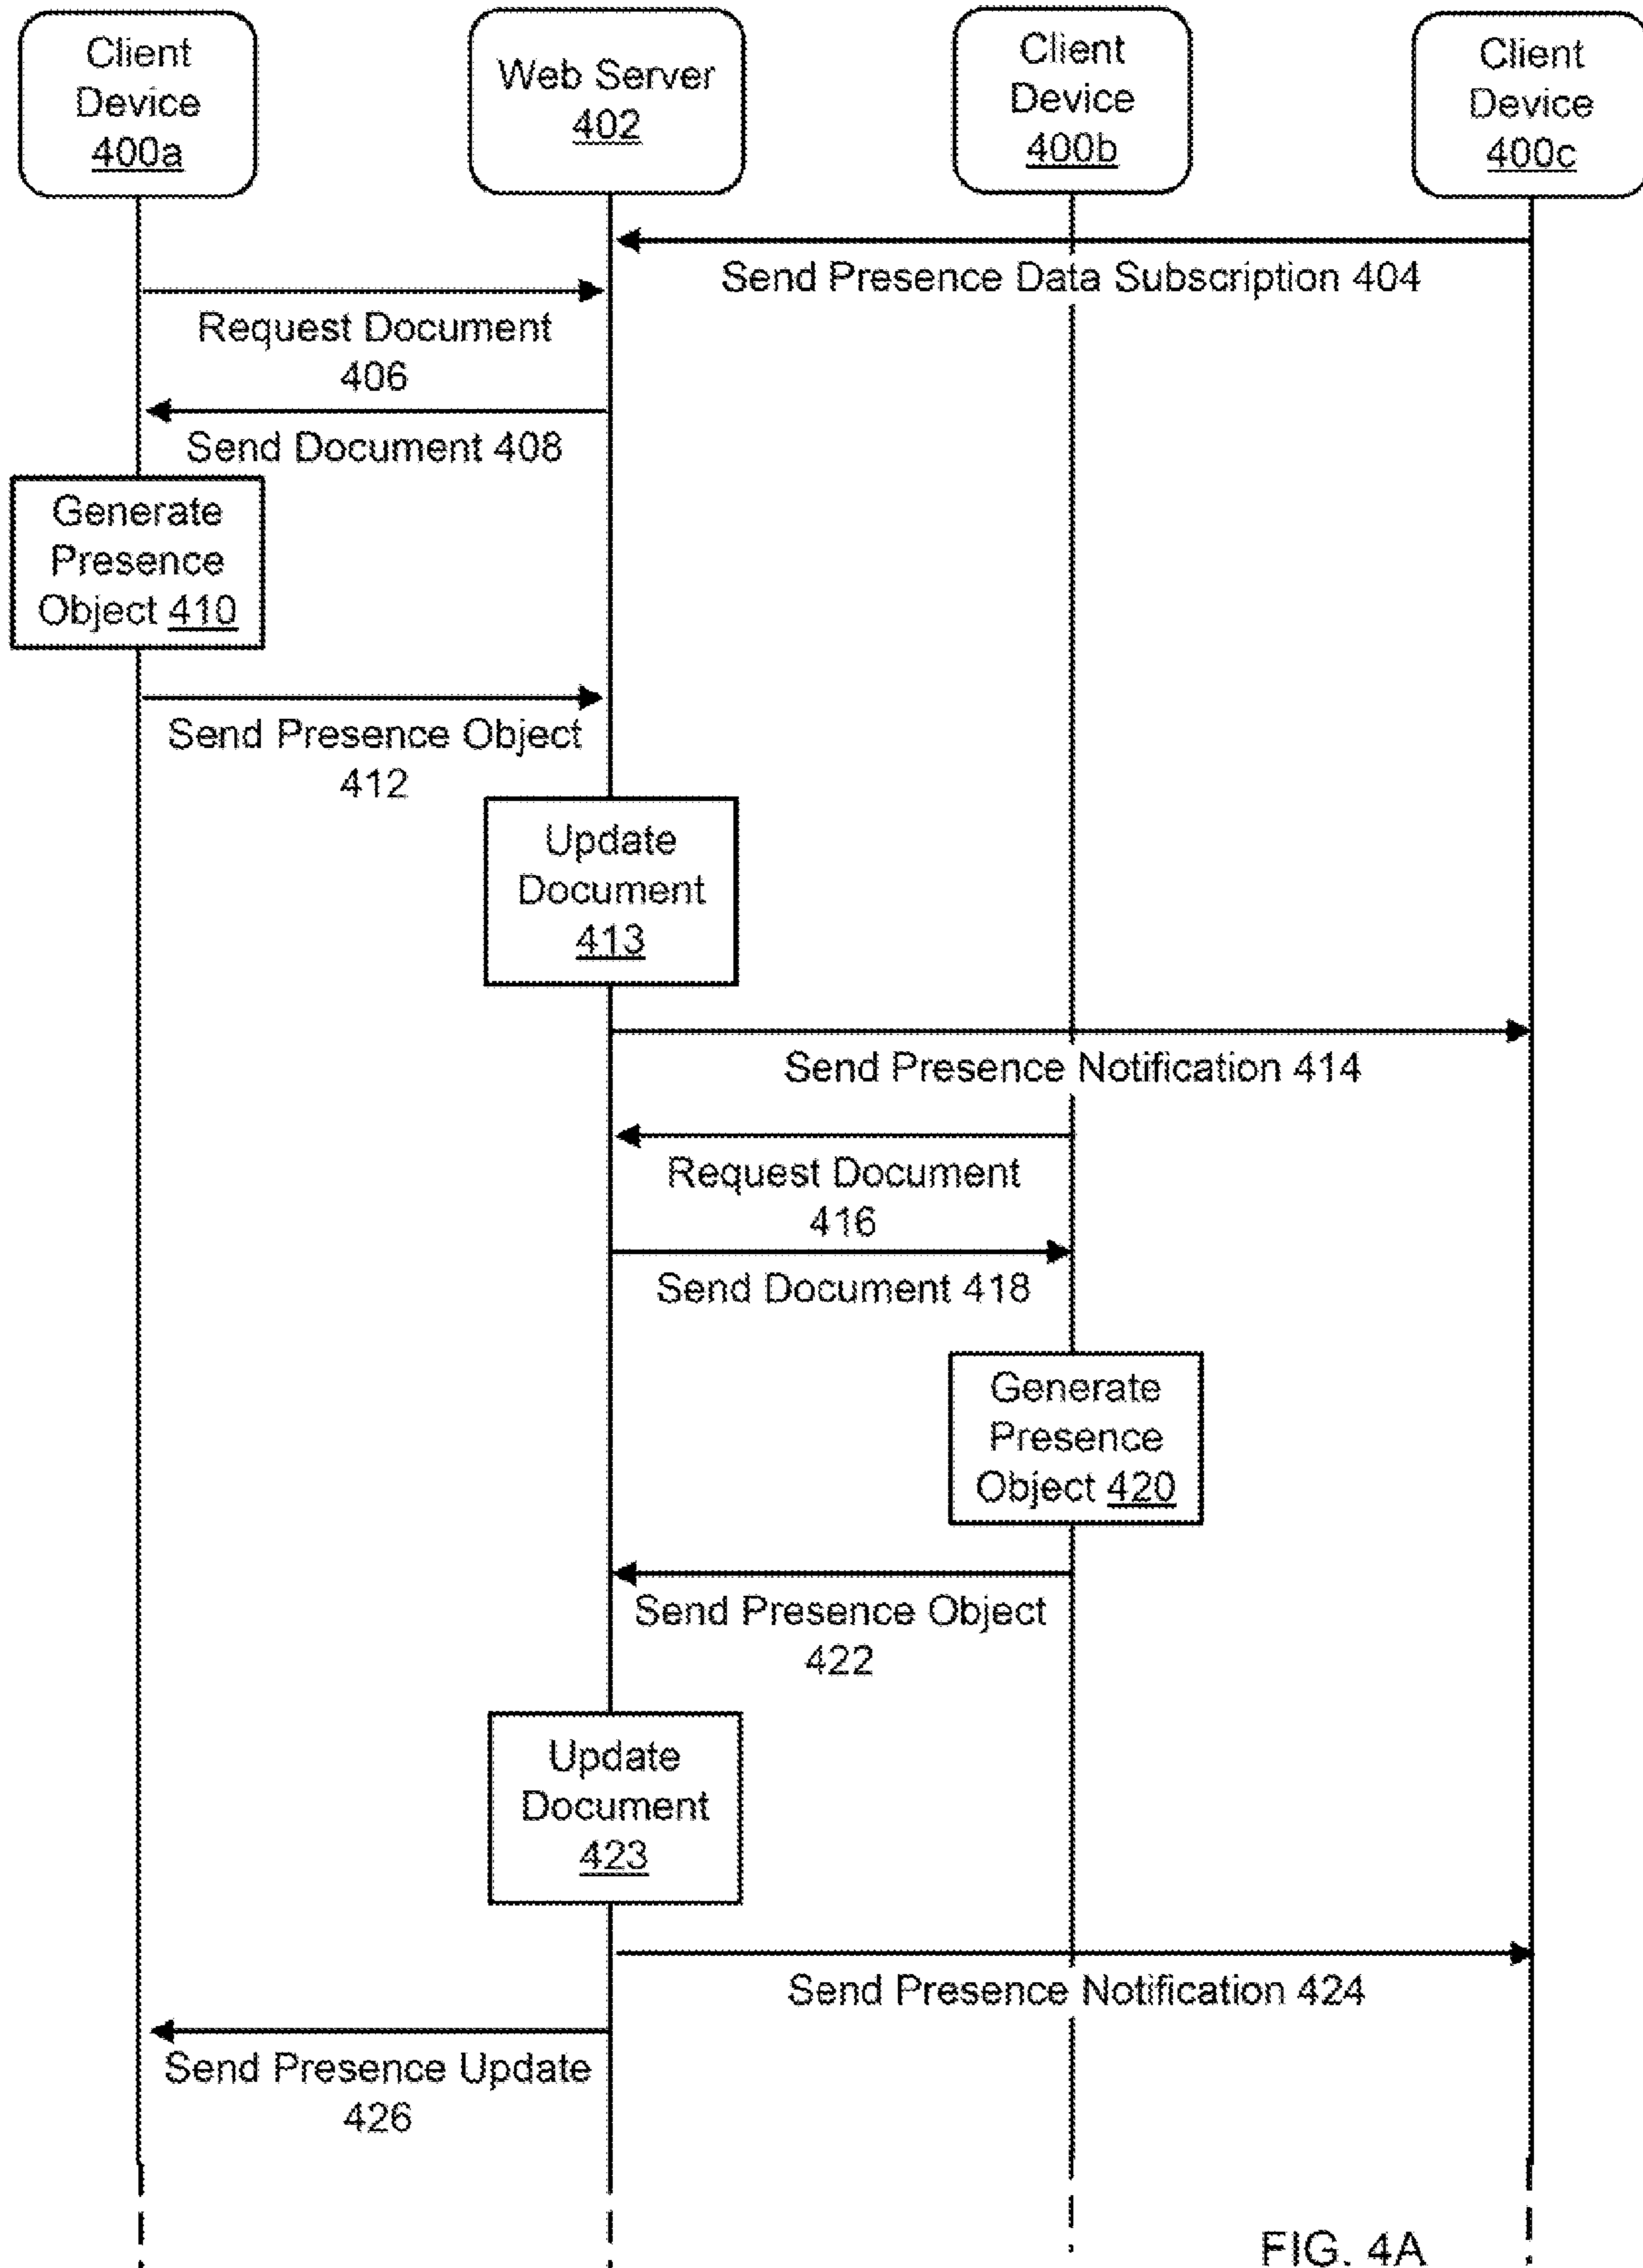 Client
Device
400a
Web Server
402
Client
Device
400b
Client
Device
400c
Send Presence Data Subscription 404
Request Document
406
Send Document 408
Generate
Presence
Object 410
Send Presence Object
412
Update
Document
413
Send Presence Notification 414
Request Document
416
Send Document 418
Generate
Presence
Object 420
Send Presence Object
422
Update
Document
423
Send Presence Notification 424
Send Presence Update
426
FIG. 4A